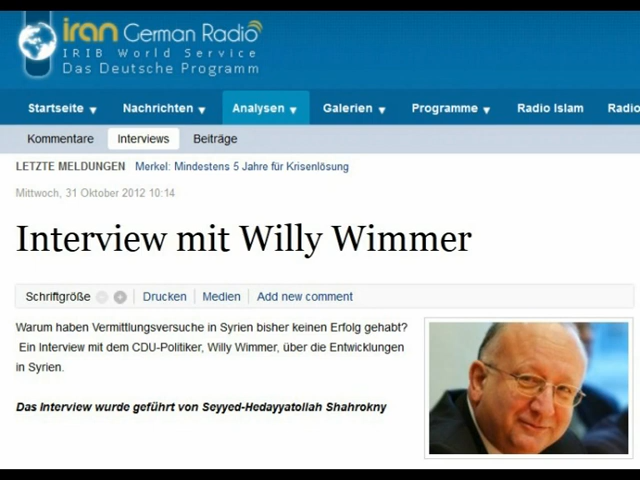 iran German Radio
IRIB World Service
Das Deutsche Programm
Startseite Nachrichten Analysen Galerien Programme Radio Islam Radio
Kommentare Interviews Beiträge
LETZTE MELDUNGEN Merkel: Mindestens 5 Jahre für Krisenlösung
Mittwoch, 31 Oktober 2012 10:14
Interview mit Willy Wimmer
Schriftgröße Drucken Medien Add new comment
Warum haben Vermittlungsversuche in Syrien bisher keinen Erfolg gehabt?
Ein Interview mit dem CDU-Politiker, Willy Wimmer, über die Entwicklungen
in Syrien.
Das Interview wurde geführt von Seyyed-Hedayyatollah Shahrokny